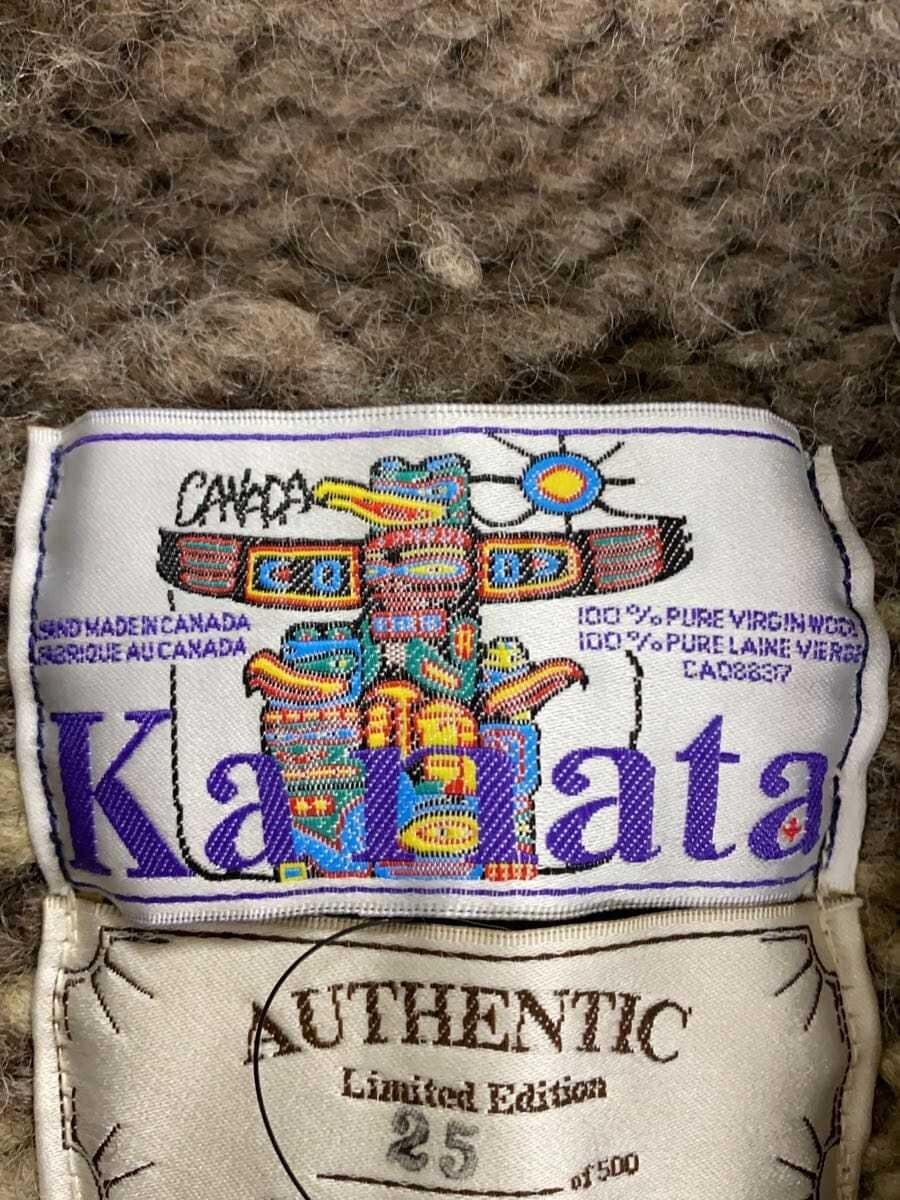 CANADA
HAND MADE IN CANADA
FABRIQUE AU CANADA
100% PURE VIRGIN WOOL
100% PURE LAINE VIERGE
Kanata
AUTHENTIC
Limited Edition
25
of 500